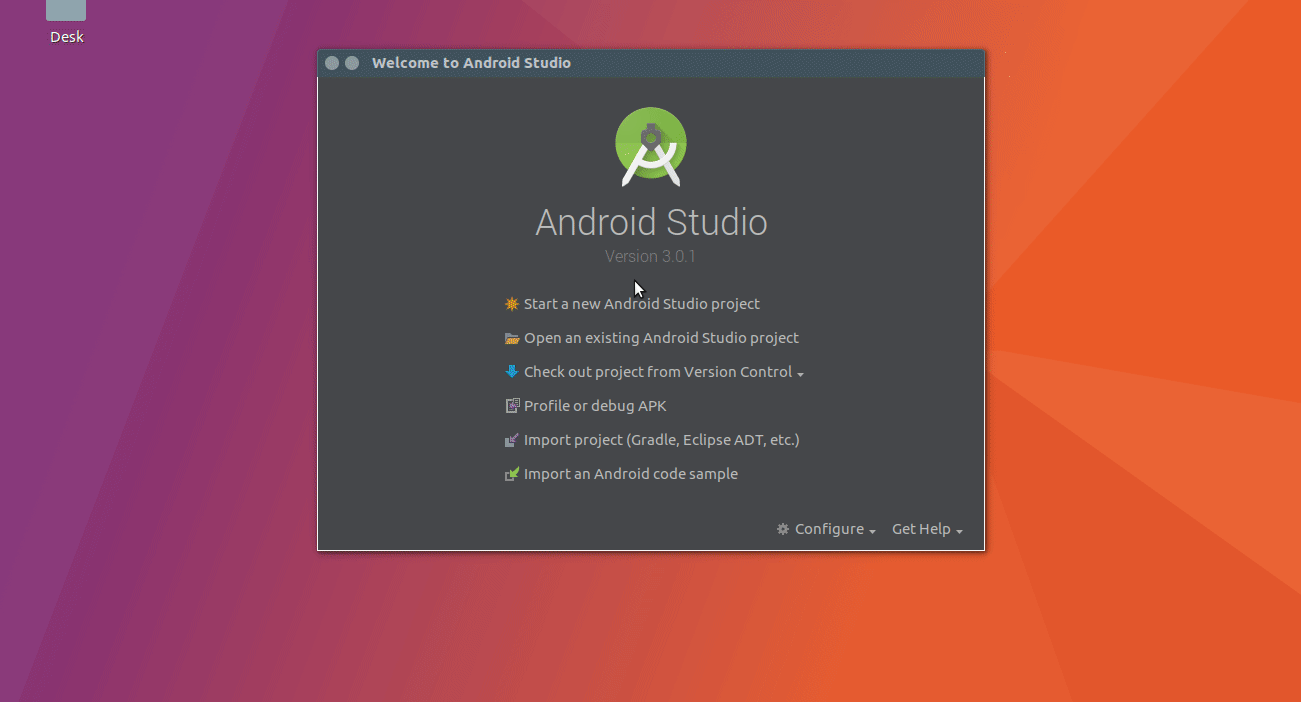 Desk
Welcome to Android Studio
Android Studio
Version 3.0.1
Start a new Android Studio project
Open an existing Android Studio project
Check out project from Version Control
Profile or debug APK
Import project (Gradle, Eclipse ADT, etc.)
Import an Android code sample
Configure Get Help